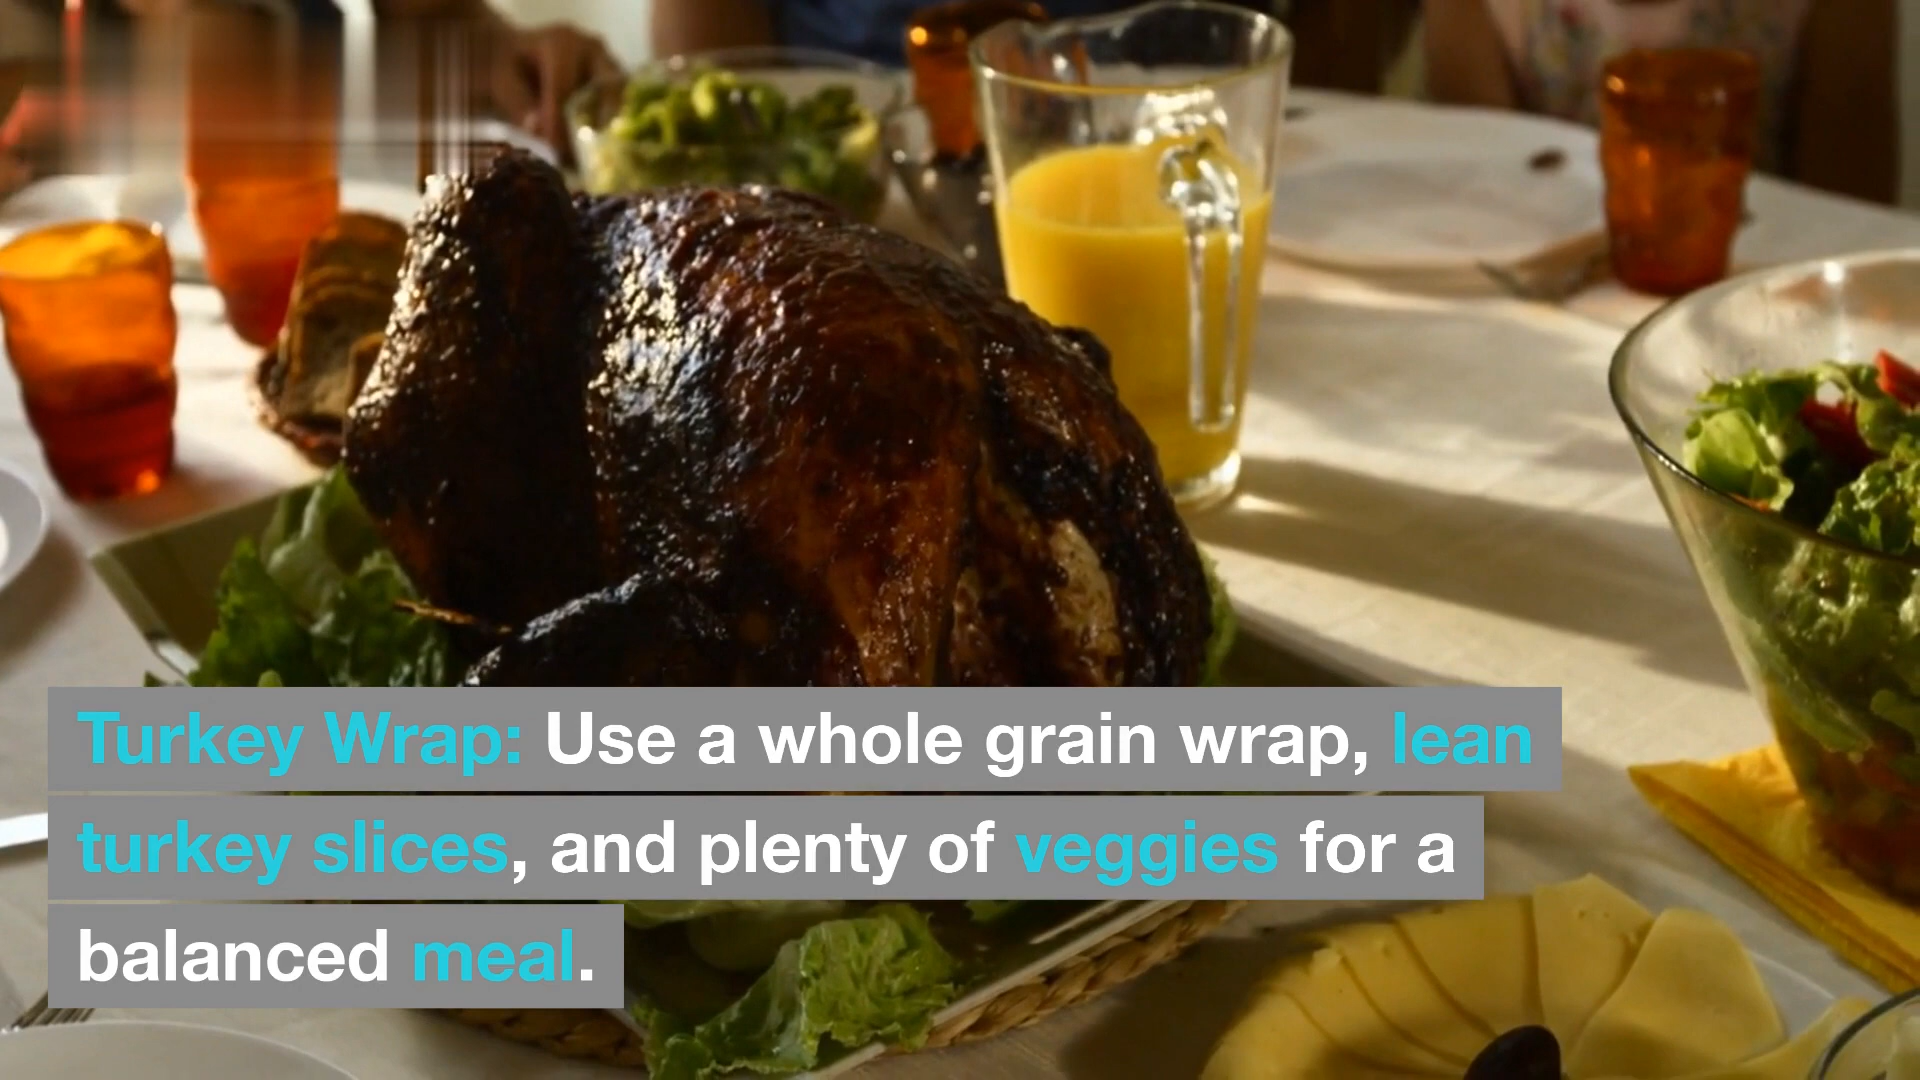 Turkey Wrap: Use a whole grain wrap, lean
turkey slices, and plenty of veggies for a
balanced meal.